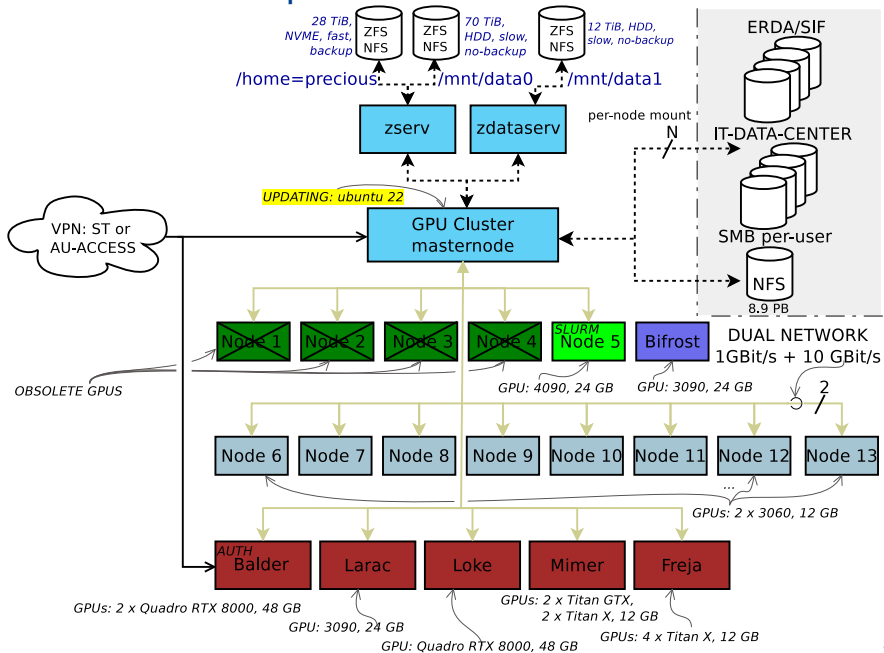 28 TiB,
NVME, fast,
backup
ZFS
NFS
ZFS
NFS
70 TiB,
HDD, slow,
no-backup
ZFS
NFS
12 TiB, HDD,
slow, no-backup
ERDA/SIF
/home=precious
/mnt/data0
/mnt/data1
zserv
zdataserv
per-node mount
N
IT-DATA-CENTER
UPDATING: ubuntu 22
VPN: ST or
AU-ACCESS
GPU Cluster
masternode
SMB per-user
NFS
8.9 PB
Node 1
Node 2
Node 3
Node 4
SLURM
Node 5
Bifrost
DUAL NETWORK
1GBit/s + 10 GBit/s
OBSOLETE GPUS
GPU: 4090, 24 GB
GPU: 3090, 24 GB
2
Node 6
Node 7
Node 8
Node 9
Node 10
Node 11
Node 12
Node 13
...
GPUs: 2 x 3060, 12 GB
AUTH
Balder
Larac
Loke
Mimer
Freja
GPUs: 2 x Quadro RTX 8000, 48 GB
GPU: 3090, 24 GB
GPU: Quadro RTX 8000, 48 GB
GPUs: 2 x Titan GTX,
2 x Titan X, 12 GB
GPUs: 4 x Titan X, 12 GB